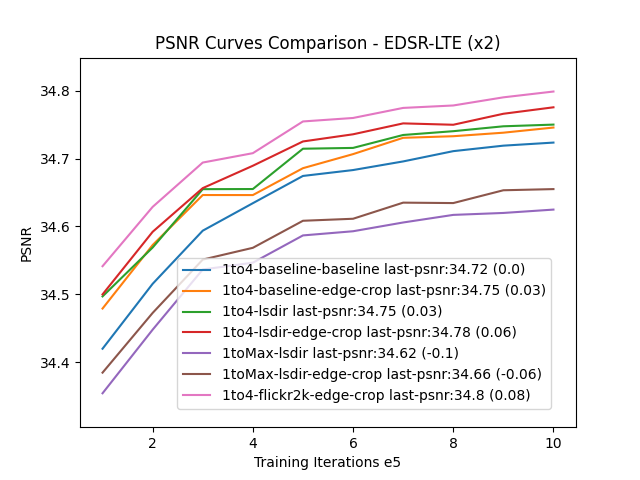 PSNR Curves Comparison - EDSR-LTE (x2)
34.8
34.7
34.6
34.5
34.4
PSNR
1to4-baseline-baseline last-psnr:34.72 (0.0)
1to4-baseline-edge-crop last-psnr:34.75 (0.03)
1to4-lsdir last-psnr:34.75 (0.03)
1to4-lsdir-edge-crop last-psnr:34.78 (0.06)
1toMax-lsdir last-psnr:34.62 (-0.1)
1toMax-lsdir-edge-crop last-psnr:34.66 (-0.06)
1to4-flickr2k-edge-crop last-psnr:34.8 (0.08)
2 4 6 8 10
Training Iterations e5